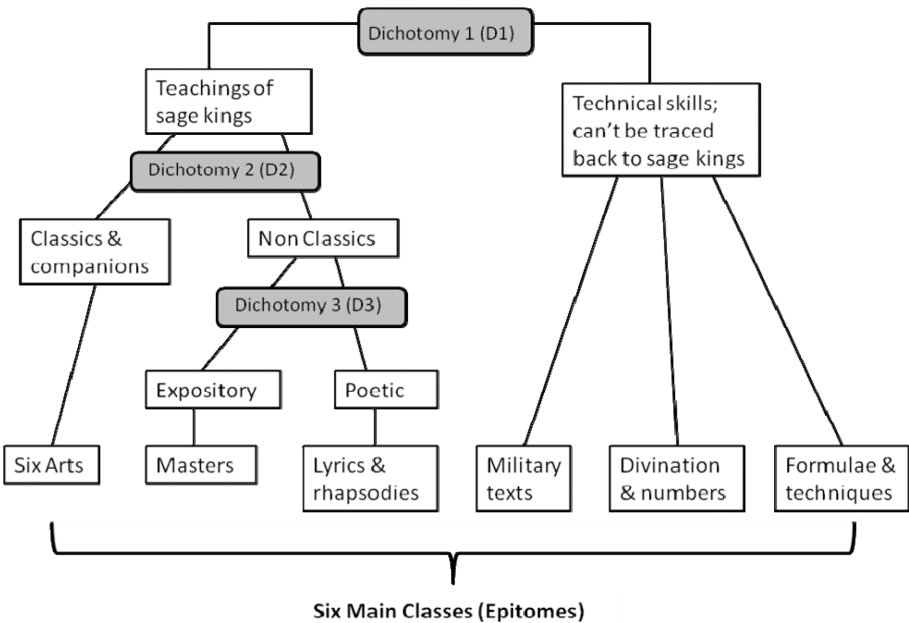 Dichotomy 1 (D1)
Teachings of
sage kings
Technical skills;
can't be traced
back to sage kings
Dichotomy 2 (D2)
Classics &
companions
Non Classics
Dichotomy 3 (D3)
Expository
Poetic
Six Arts
Masters
Lyrics &
rhapsodies
Military
texts
Divination
& numbers
Formulae &
techniques
Six Main Classes (Epitomes)